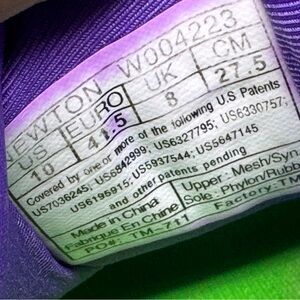 NEWTON W004223
US EURO UK CM
10 41.5 8 27.5
Covered by one or more of the following U.S Patents
US7036245; US6842999; US6327795; US6330757;
US6195915; US5937544; US5647145
and other patents pending
Made in China Upper: Mesh/Syn
Fabrique En Chine Sole: Phylon/Rubb
PO#: TM-711 Factory: TM